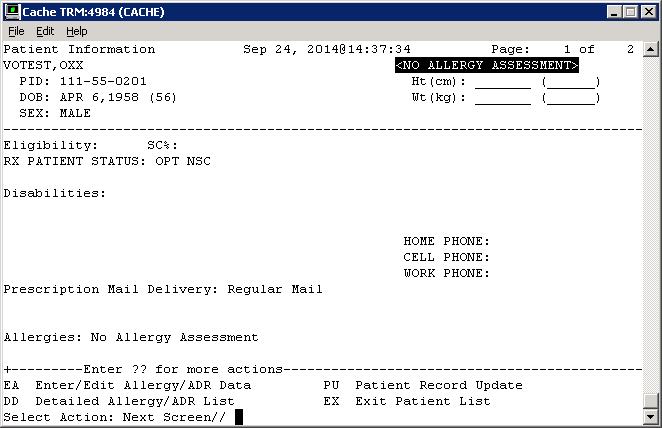 Cache TRM:4984 (CACHE)
File Edit Help
Patient Information Sep 24, 2014@14:37:34 Page: 1 of 2
VOTEST,OXX <NO ALLERGY ASSESSMENT>
PID: 111-55-0201 Ht(cm): _______ (______)
DOB: APR 6,1958 (56) Wt(kg): _______ (______)
SEX: MALE
Eligibility: SC%:
RX PATIENT STATUS: OPT NSC
Disabilities:
HOME PHONE:
CELL PHONE:
WORK PHONE:
Prescription Mail Delivery: Regular Mail
Allergies: No Allergy Assessment
+---------Enter ?? for more actions---------------------------------------------
EA Enter/Edit Allergy/ADR Data PU Patient Record Update
DD Detailed Allergy/ADR List EX Exit Patient List
Select Action: Next Screen//